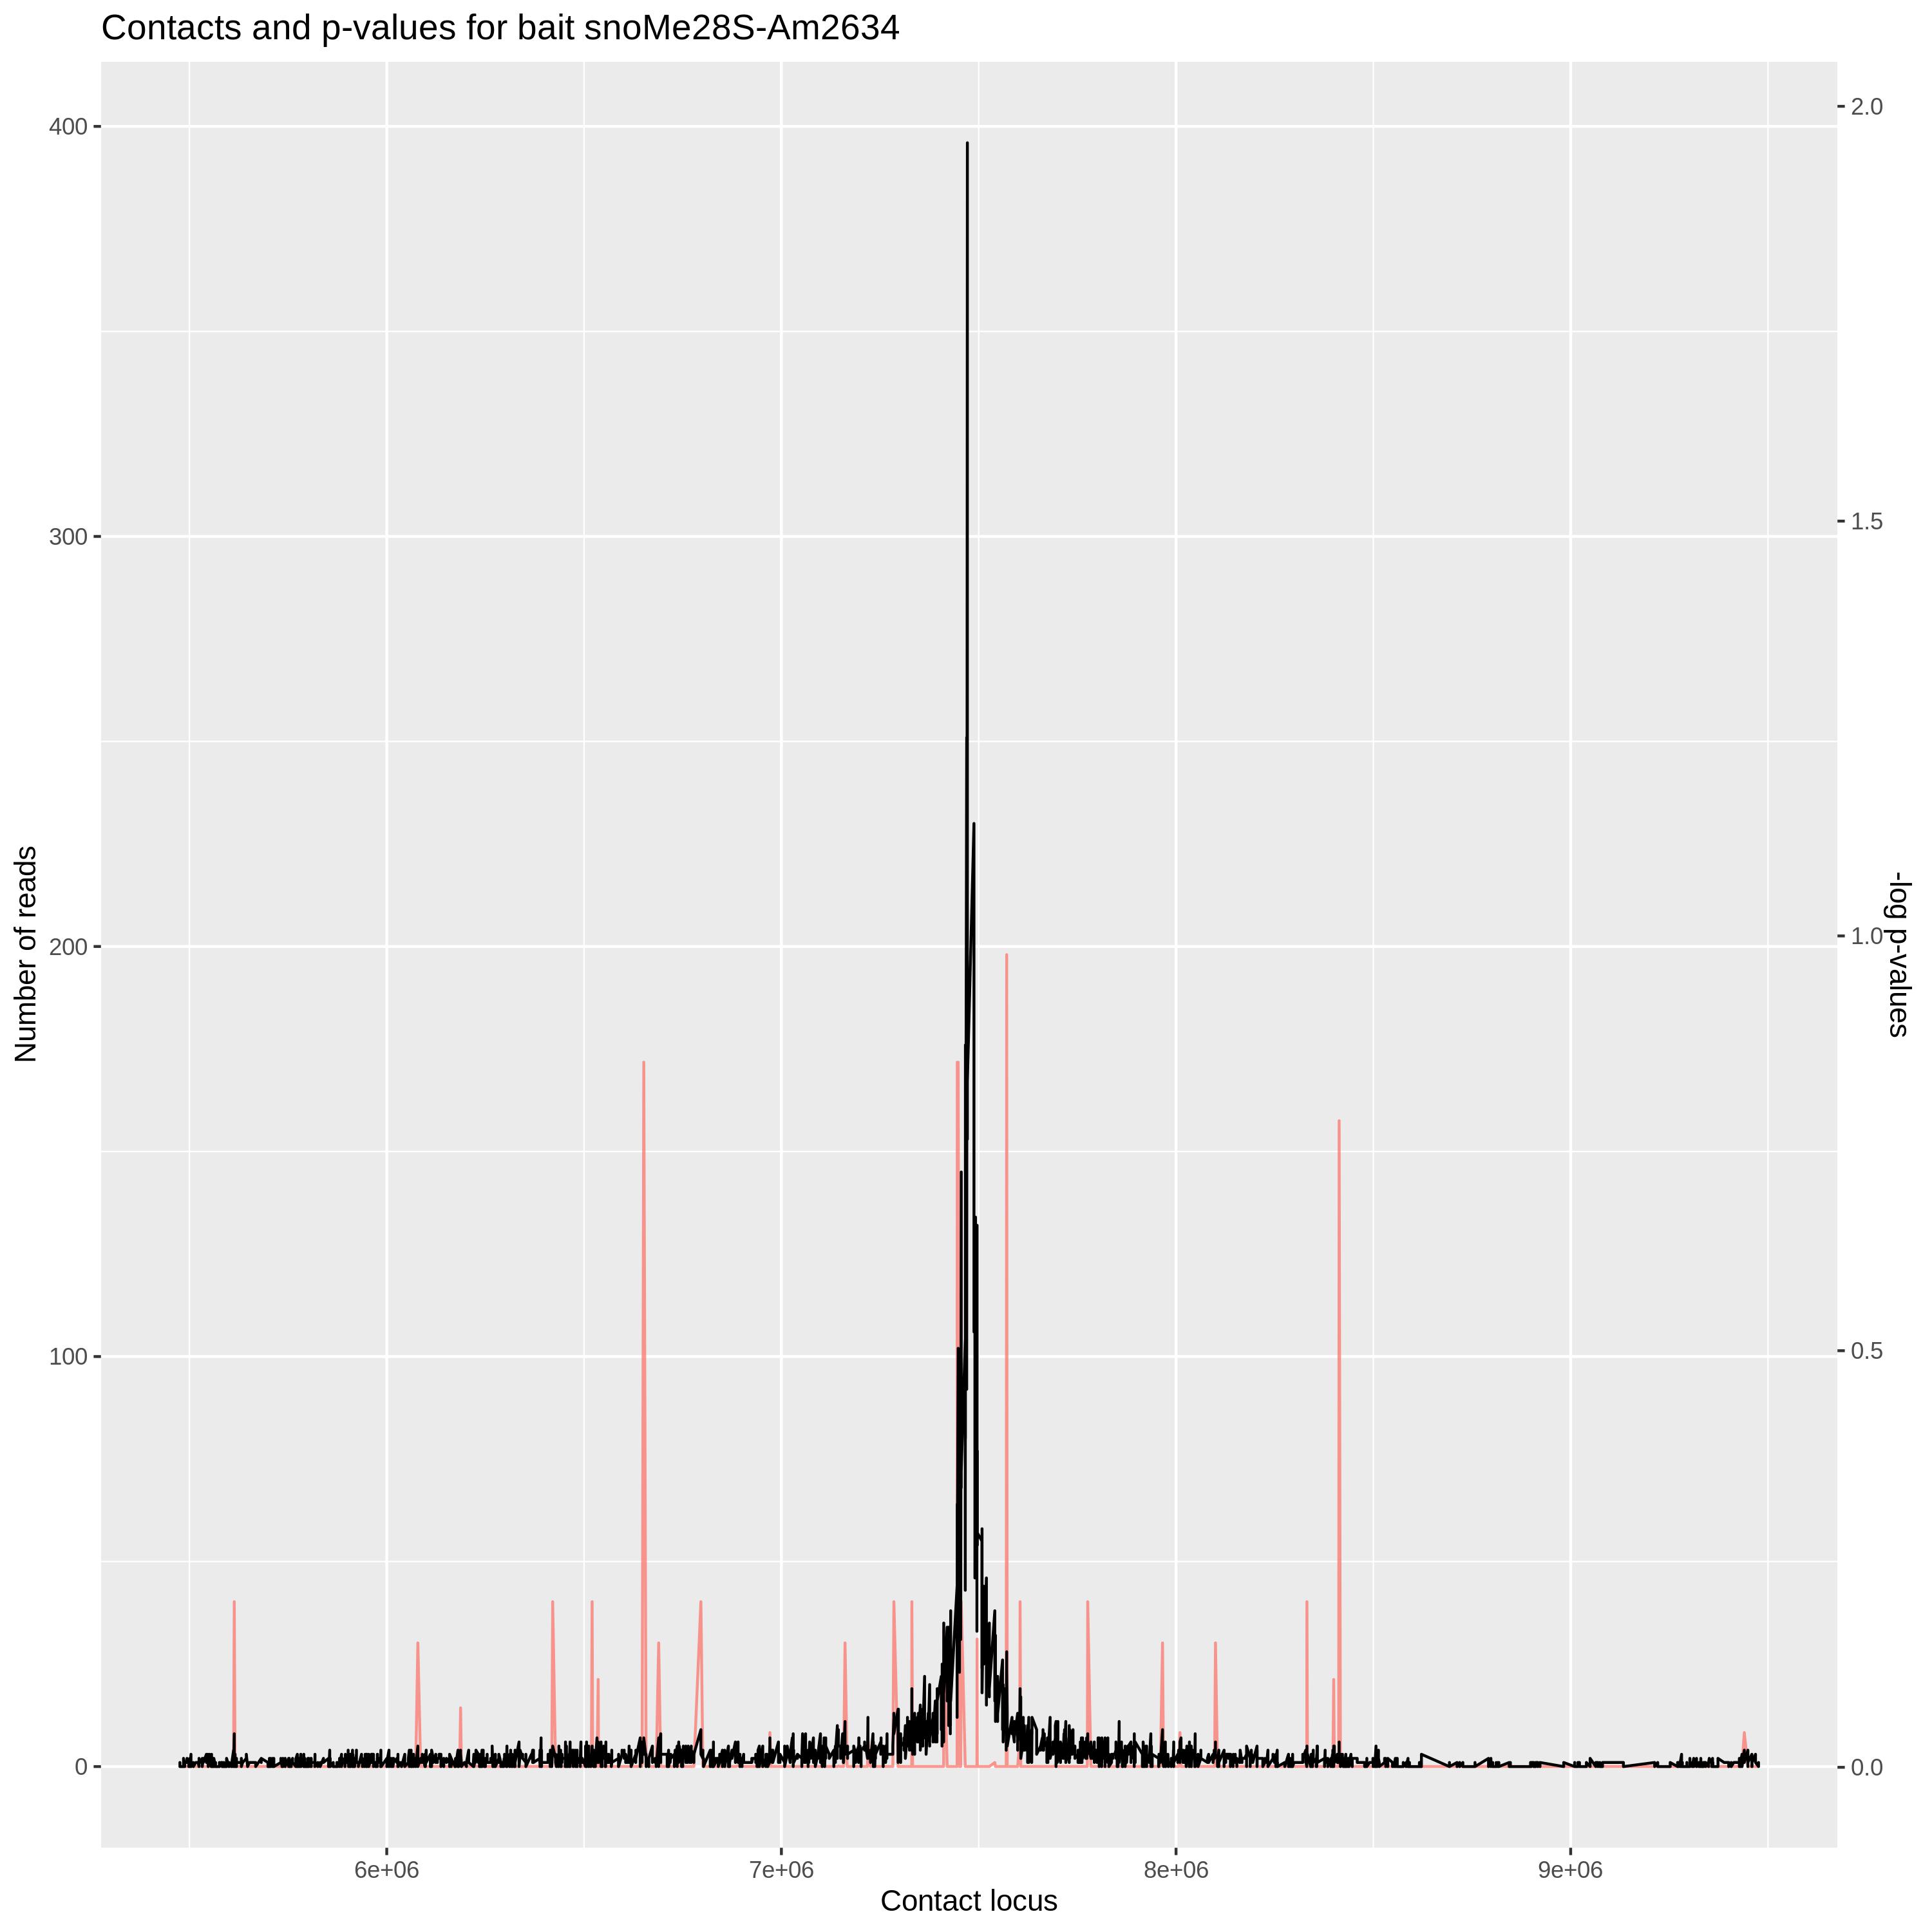 Contacts and p-values for bait snoMe28S-Am2634
400
300
200
100
0
Number of reads
2.0
1.5
1.0
0.5
0.0
-log p-values
6e+06
7e+06
8e+06
9e+06
Contact locus